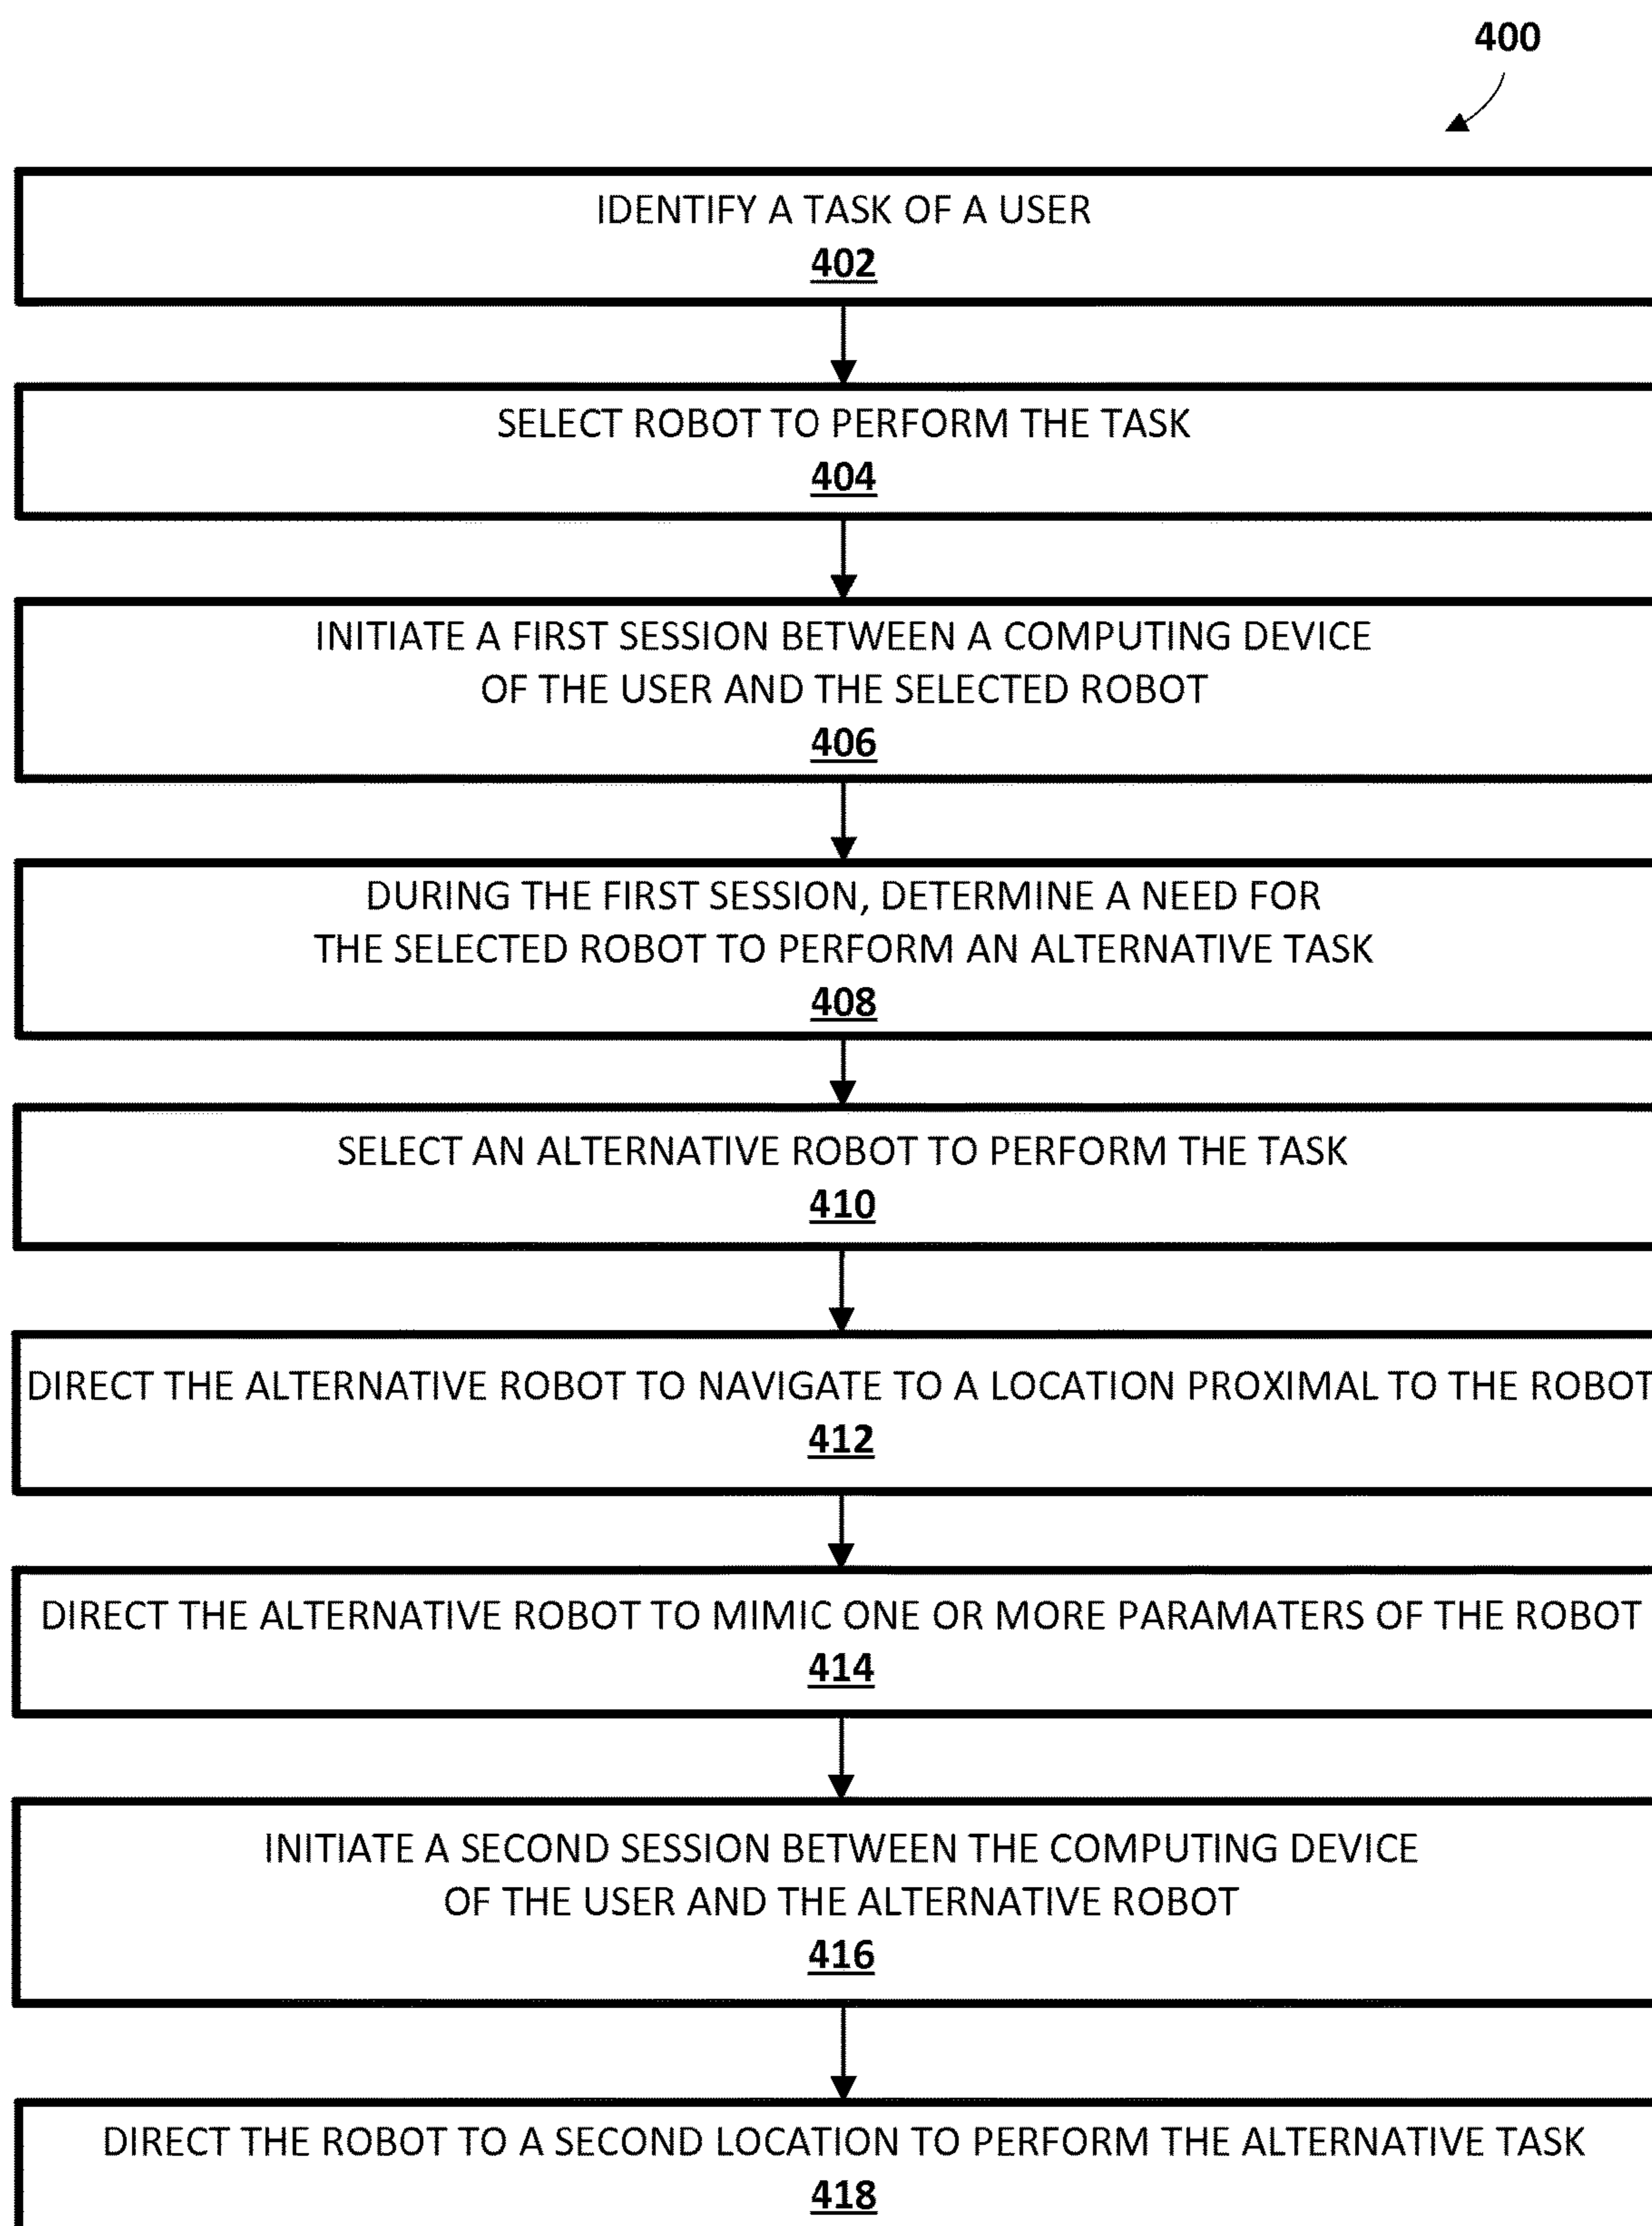 400
IDENTIFY A TASK OF A USER
402
SELECT ROBOT TO PERFORM THE TASK
404
INITIATE A FIRST SESSION BETWEEN A COMPUTING DEVICE
OF THE USER AND THE SELECTED ROBOT
406
DURING THE FIRST SESSION, DETERMINE A NEED FOR
THE SELECTED ROBOT TO PERFORM AN ALTERNATIVE TASK
408
SELECT AN ALTERNATIVE ROBOT TO PERFORM THE TASK
410
DIRECT THE ALTERNATIVE ROBOT TO NAVIGATE TO A LOCATION PROXIMAL TO THE ROBOT
412
DIRECT THE ALTERNATIVE ROBOT TO MIMIC ONE OR MORE PARAMATERS OF THE ROBOT
414
INITIATE A SECOND SESSION BETWEEN THE COMPUTING DEVICE
OF THE USER AND THE ALTERNATIVE ROBOT
416
DIRECT THE ROBOT TO A SECOND LOCATION TO PERFORM THE ALTERNATIVE TASK
418